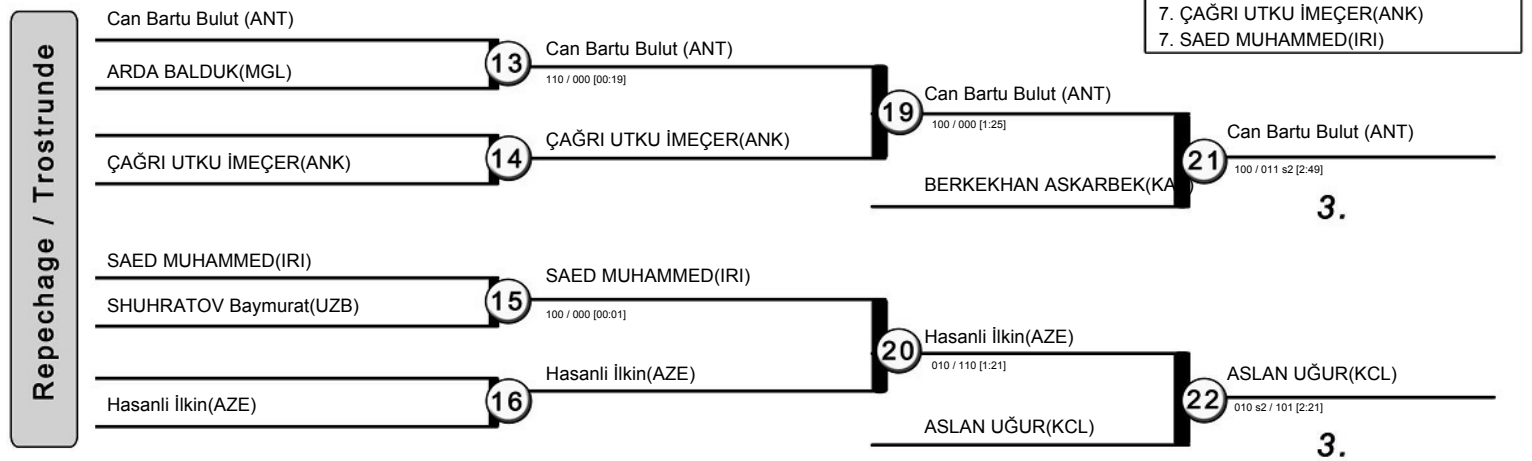 7. ÇAĞRI UTKU İMEÇER(ANK)
7. SAED MUHAMMED(IRI)
Repechage / Trostrunde
Can Bartu Bulut (ANT)
ARDA BALDUK(MGL)
13
Can Bartu Bulut (ANT)
110 / 000 [00:19]
ÇAĞRI UTKU İMEÇER(ANK)
14
ÇAĞRI UTKU İMEÇER(ANK)
19
Can Bartu Bulut (ANT)
100 / 000 [1:25]
BERKEKHAN ASKARBEK(KA
21
Can Bartu Bulut (ANT)
100 / 011 s2 [2:49]
3.
SAED MUHAMMED(IRI)
SHUHRATOV Baymurat(UZB)
15
SAED MUHAMMED(IRI)
100 / 000 [00:01]
Hasanli İlkin(AZE)
16
Hasanli İlkin(AZE)
20
Hasanli İlkin(AZE)
010 / 110 [1:21]
ASLAN UĞUR(KCL)
22
ASLAN UĞUR(KCL)
010 s2 / 101 [2:21]
3.